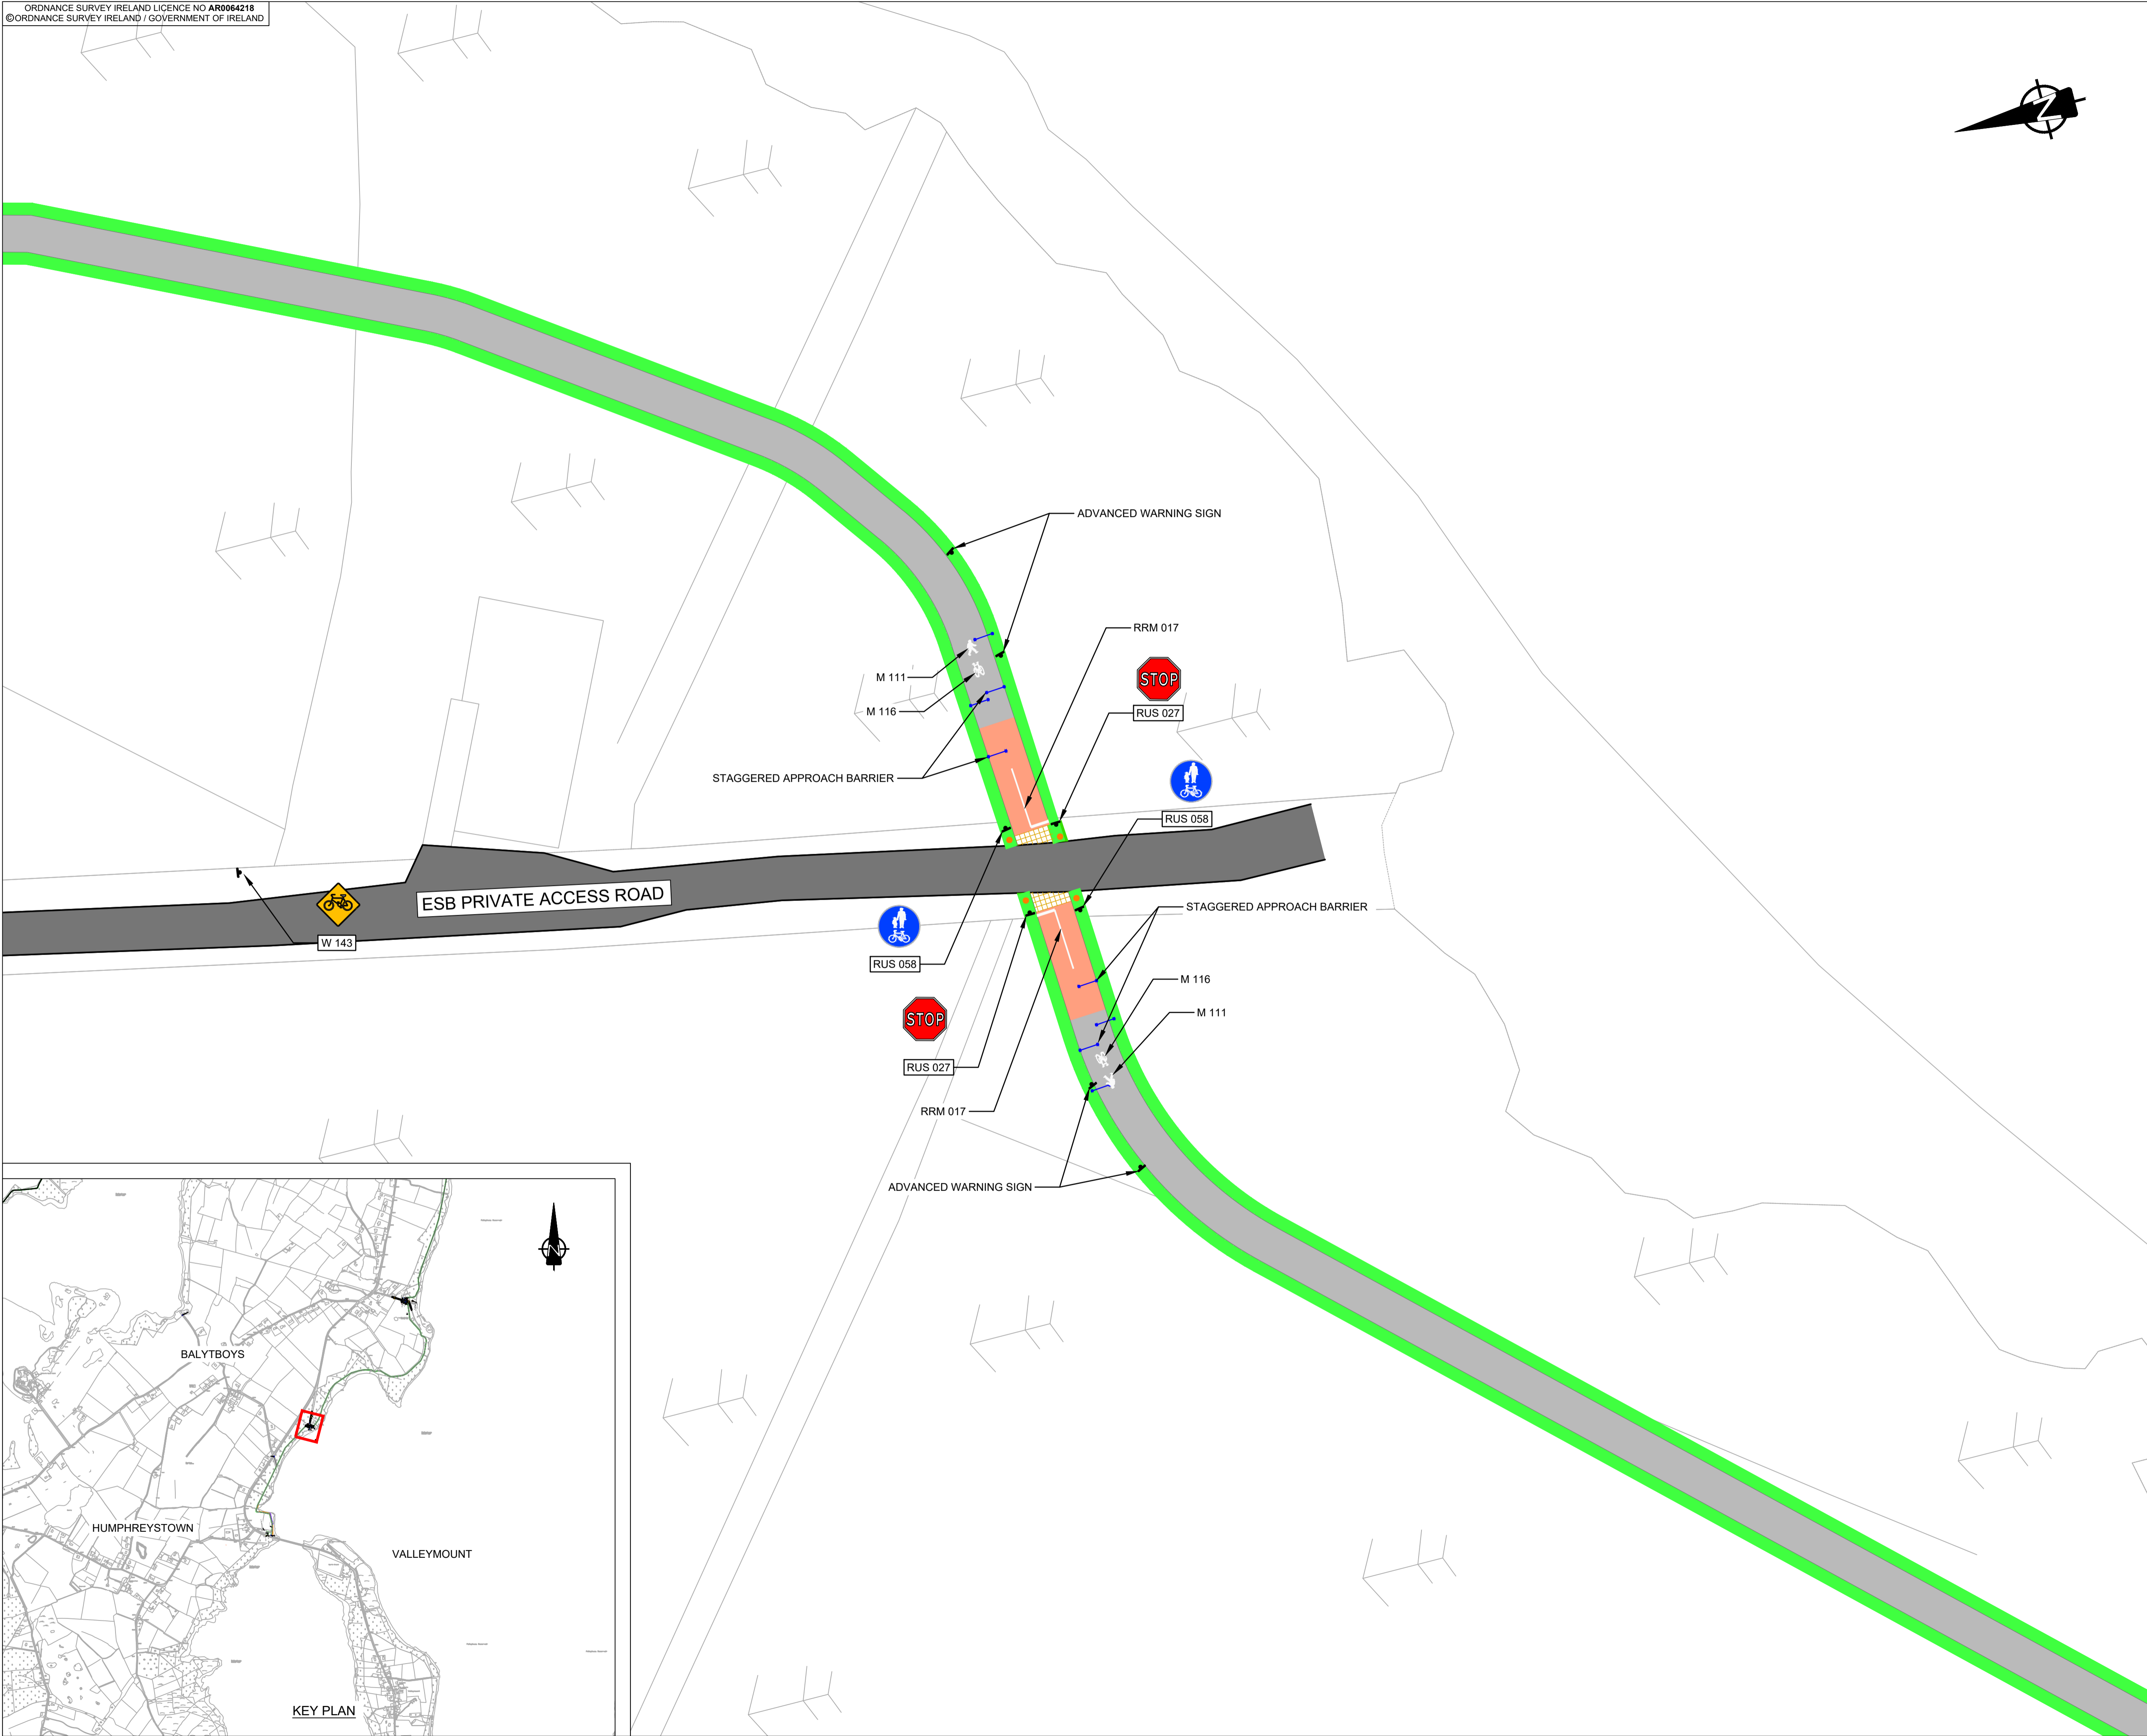 ORDNANCE SURVEY IRELAND LICENCE NO AR0064218
©ORDNANCE SURVEY IRELAND / GOVERNMENT OF IRELAND
N
ADVANCED WARNING SIGN
RRM 017
M 111
STOP
M 116
RUS 027
STAGGERED APPROACH BARRIER
RUS 058
ESB PRIVATE ACCESS ROAD
STAGGERED APPROACH BARRIER
W 143
RUS 058
M 116
STOP
M 111
RUS 027
RRM 017
ADVANCED WARNING SIGN
N
BALYTBOYS
HUMPHREYSTOWN
VALLEYMOUNT
KEY PLAN